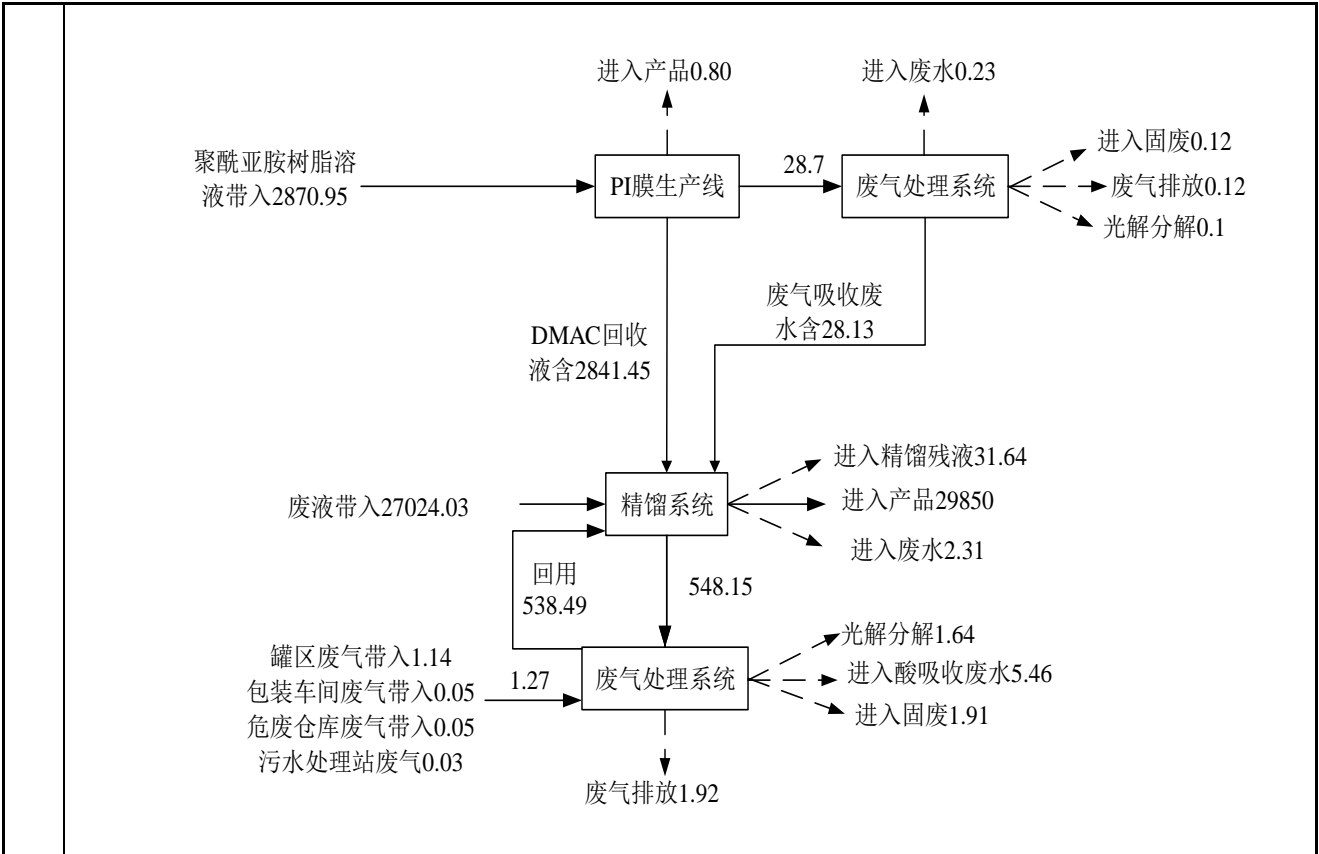 进入产品0.80
进入废水0.23
聚酰亚胺树脂溶
液带入2870.95
PI膜生产线
28.7
废气处理系统
进入固废0.12
废气排放0.12
光解分解0.1
DMAC回收
液含2841.45
废气吸收废
水含28.13
废液带入27024.03
精馏系统
进入精馏残液31.64
进入产品29850
进入废水2.31
回用
538.49
548.15
罐区废气带入1.14
包装车间废气带入0.05
危废仓库废气带入0.05
污水处理站废气0.03
1.27
废气处理系统
光解分解1.64
进入酸吸收废水5.46
进入固废1.91
废气排放1.92